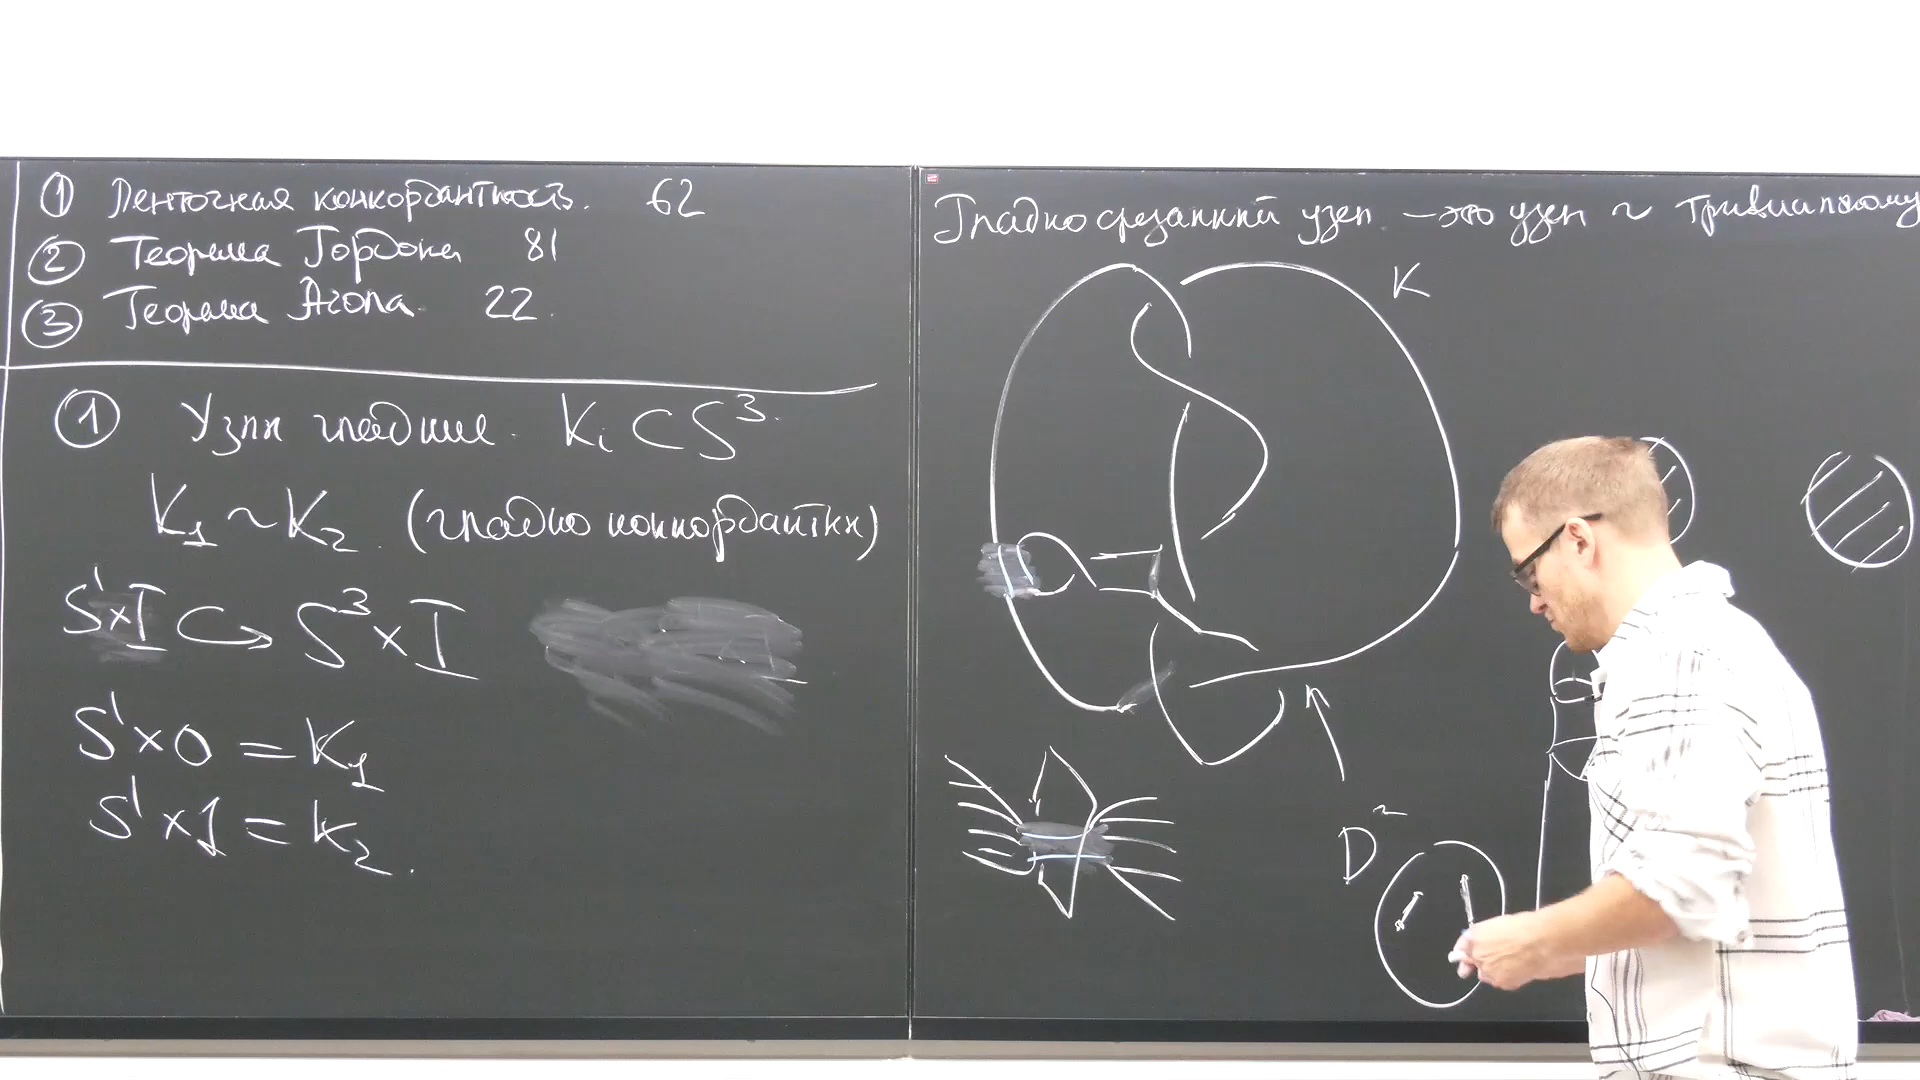 ① Ленточная конкордантность. 62
② Теорема Гордона 81
③ Теорема Агола. 22.
① Узлы гладкие. Kᵢ ⊂ S³.
K₁ ~ K₂. (гладко конкордантны)
S¹×I ↪ S³×I
S¹×0 = K₁
S¹×1 = K₂.
Гладко срезанный узел. – это узел ~ тривиальному
K
D²